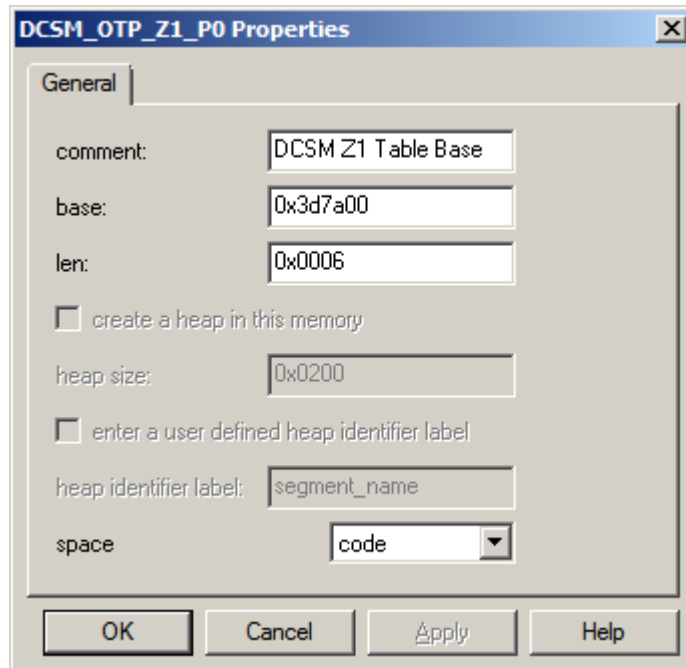 DCSM_OTP_Z1_P0 Properties
General
comment: DCSM Z1 Table Base
base: 0x3d7a00
len: 0x0006
create a heap in this memory
heap size: 0x0200
enter a user defined heap identifier label
heap identifier label: segment_name
space code
OK Cancel Apply Help